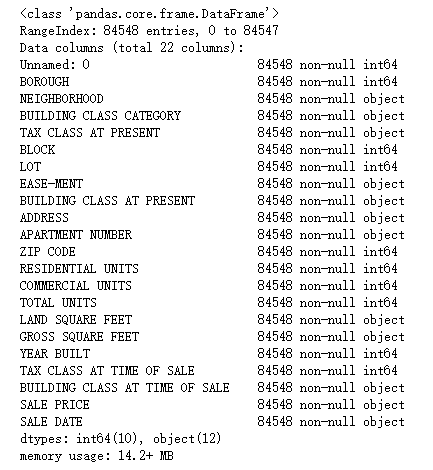 <class 'pandas.core.frame.DataFrame'>
RangeIndex: 84548 entries, 0 to 84547
Data columns (total 22 columns):
Unnamed: 0                        84548 non-null int64
BOROUGH                           84548 non-null int64
NEIGHBORHOOD                      84548 non-null object
BUILDING CLASS CATEGORY           84548 non-null object
TAX CLASS AT PRESENT              84548 non-null object
BLOCK                             84548 non-null int64
LOT                               84548 non-null int64
EASE-MENT                         84548 non-null object
BUILDING CLASS AT PRESENT         84548 non-null object
ADDRESS                           84548 non-null object
APARTMENT NUMBER                  84548 non-null object
ZIP CODE                          84548 non-null int64
RESIDENTIAL UNITS                 84548 non-null int64
COMMERCIAL UNITS                  84548 non-null int64
TOTAL UNITS                       84548 non-null int64
LAND SQUARE FEET                  84548 non-null object
GROSS SQUARE FEET                 84548 non-null object
YEAR BUILT                        84548 non-null int64
TAX CLASS AT TIME OF SALE         84548 non-null int64
BUILDING CLASS AT TIME OF SALE    84548 non-null object
SALE PRICE                        84548 non-null object
SALE DATE                         84548 non-null object
dtypes: int64(10), object(12)
memory usage: 14.2+ MB